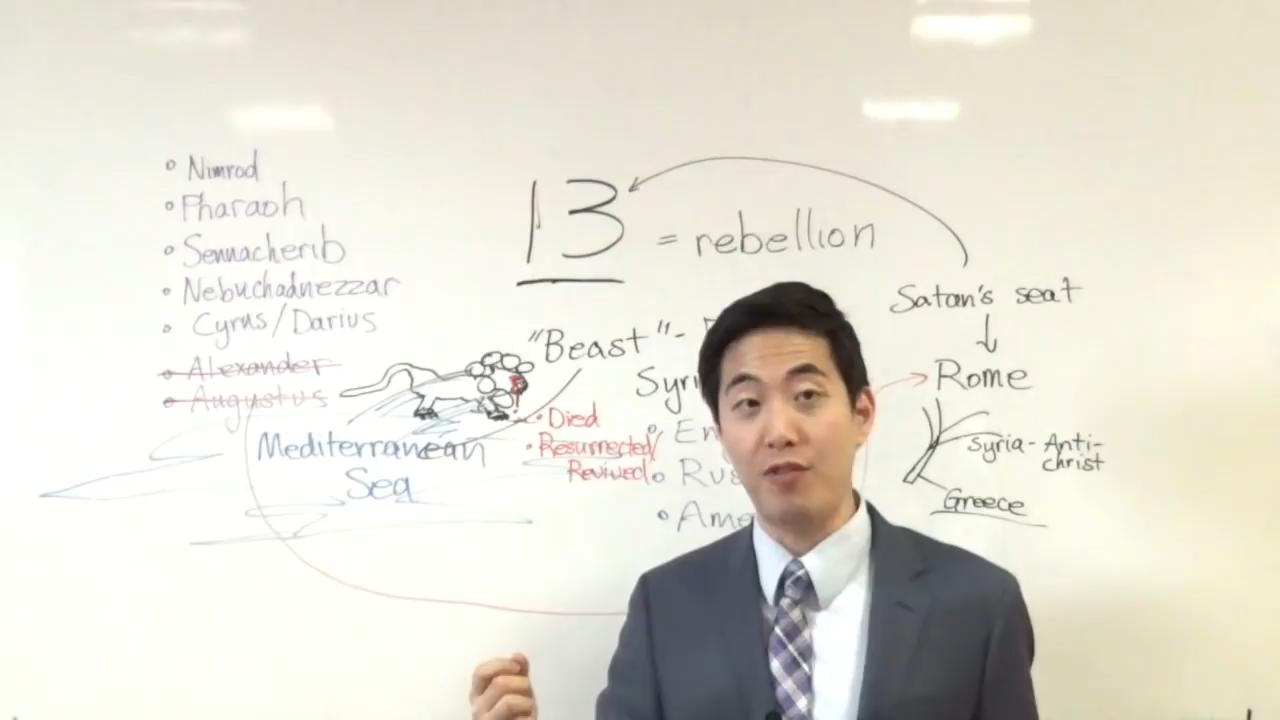 • Nimrod
• Pharaoh
• Sennacherib
• Nebuchadnezzar
• Cyrus/Darius
• Alexander
• Augustus
Mediterranean
Sea
13 = rebellion
"Beast" -
• Died
• Resurrected/
Revived
Satan's seat
Rome
Syria - Anti-
christ
Greece